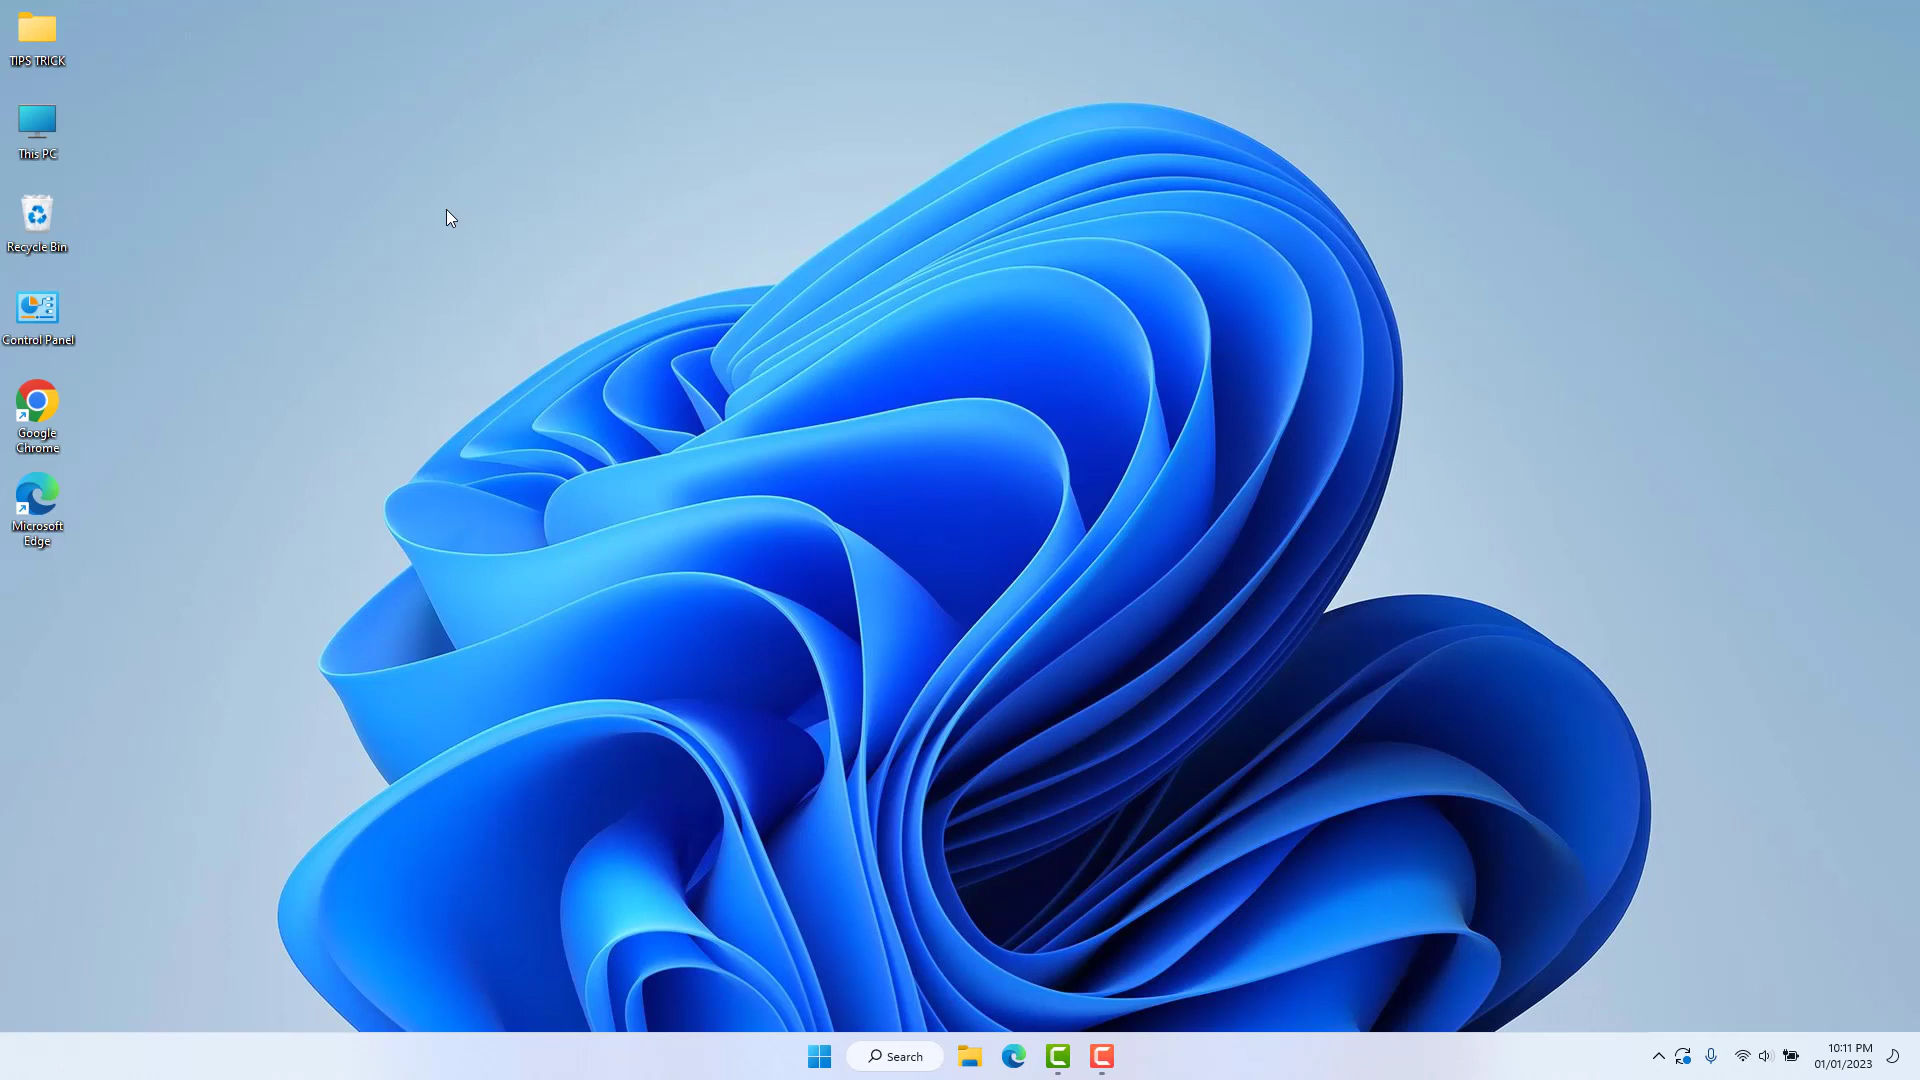 TIPS TRICK
This PC
Recycle Bin
Control Panel
Google
Chrome
Microsoft
Edge
Search
10:11 PM
01/01/2023